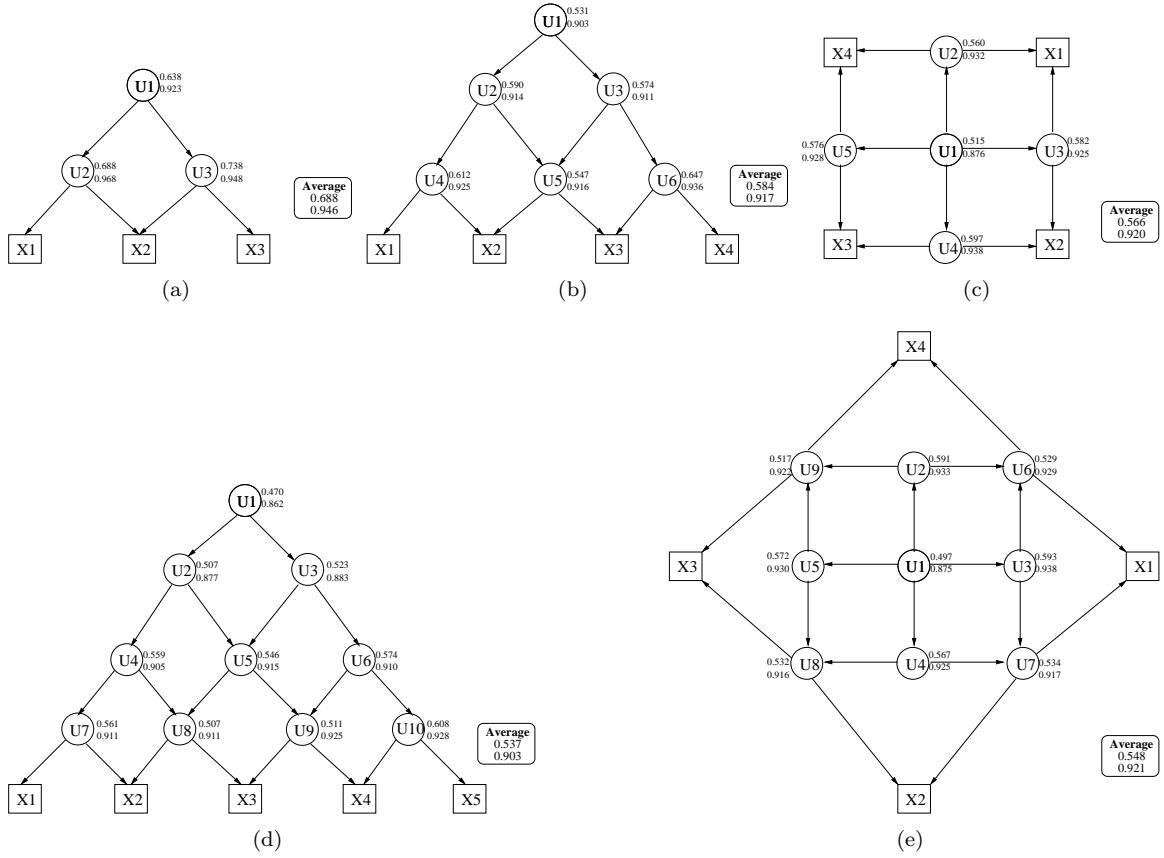 U1
0.638
0.923
U2
0.688
0.968
U3
0.738
0.948
Average
0.688
0.946
X1
X2
X3
(a)
U1
0.531
0.903
U2
0.590
0.914
U3
0.574
0.911
U4
0.612
0.925
U5
0.547
0.916
U6
0.647
0.936
Average
0.584
0.917
X1
X2
X3
X4
(b)
X4
U2
0.560
0.932
X1
0.576
0.928
U5
U1
0.515
0.876
U3
0.582
0.925
X3
U4
0.597
0.938
X2
Average
0.566
0.920
(c)
U1
0.470
0.862
U2
0.507
0.877
U3
0.523
0.883
U4
0.559
0.905
U5
0.546
0.915
U6
0.574
0.910
U7
0.561
0.911
U8
0.507
0.911
U9
0.511
0.925
U10
0.608
0.928
Average
0.537
0.903
X1
X2
X3
X4
X5
(d)
X4
0.517
0.922
U9
U2
0.591
0.933
U6
0.529
0.929
X3
0.572
0.930
U5
U1
0.497
0.875
U3
0.593
0.938
X1
0.532
0.916
U8
U4
0.567
0.925
U7
0.534
0.917
X2
Average
0.548
0.921
(e)